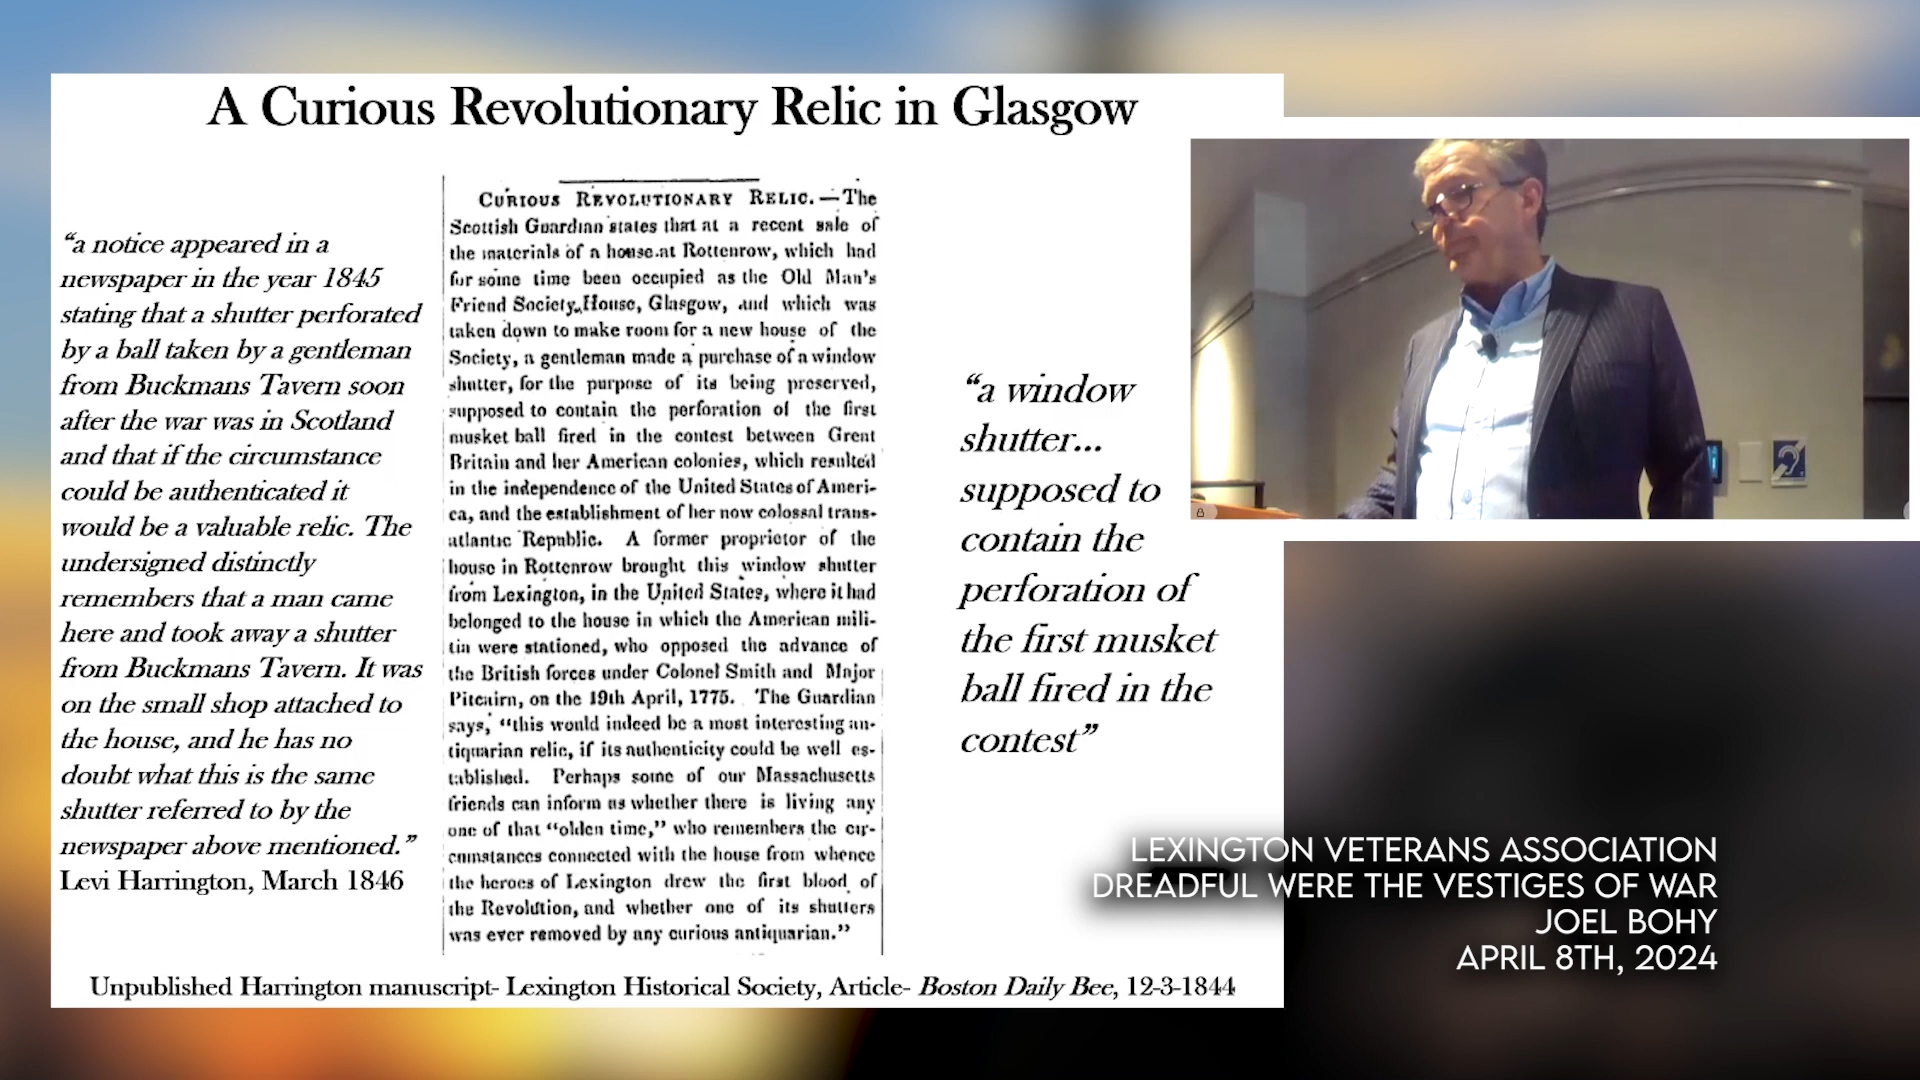 A Curious Revolutionary Relic in Glasgow
“a notice appeared in a
newspaper in the year 1845
stating that a shutter perforated
by a ball taken by a gentleman
from Buckmans Tavern soon
after the war was in Scotland
and that if the circumstance
could be authenticated it
would be a valuable relic. The
undersigned distinctly
remembers that a man came
here and took away a shutter
from Buckmans Tavern. It was
on the small shop attached to
the house, and he has no
doubt what this is the same
shutter referred to by the
newspaper above mentioned.”
Levi Harrington, March 1846
CURIOUS REVOLUTIONARY RELIC.—The
Scottish Guardian states that at a recent sale of
the materials of a house at Rottenrow, which had
for some time been occupied as the Old Man's
Friend Society House, Glasgow, and which was
taken down to make room for a new house of the
Society, a gentleman made a purchase of a window
shutter, for the purpose of its being preserved,
supposed to contain the perforation of the first
musket ball fired in the contest between Great
Britain and her American colonies, which resulted
in the independence of the United States of Ameri-
ca, and the establishment of her now colossal trans-
atlantic Republic. A former proprietor of the
house in Rottenrow brought this window shutter
from Lexington, in the United States, where it had
belonged to the house in which the American mili-
tia were stationed, who opposed the advance of
the British forces under Colonel Smith and Major
Pitcairn, on the 19th April, 1775. The Guardian
says, “this would indeed be a most interesting an-
tiquarian relic, if its authenticity could be well es-
tablished. Perhaps some of our Massachusetts
friends can inform us whether there is living any
one of that “olden time,” who remembers the cir-
cumstances connected with the house from whence
the heroes of Lexington drew the first blood of
the Revolution, and whether one of its shutters
was ever removed by any curious antiquarian.”
“a window
shutter...
supposed to
contain the
perforation of
the first musket
ball fired in the
contest”
Unpublished Harrington manuscript- Lexington Historical Society, Article- Boston Daily Bee, 12-3-1844
LEXINGTON VETERANS ASSOCIATION
DREADFUL WERE THE VESTIGES OF WAR
JOEL BOHY
APRIL 8TH, 2024